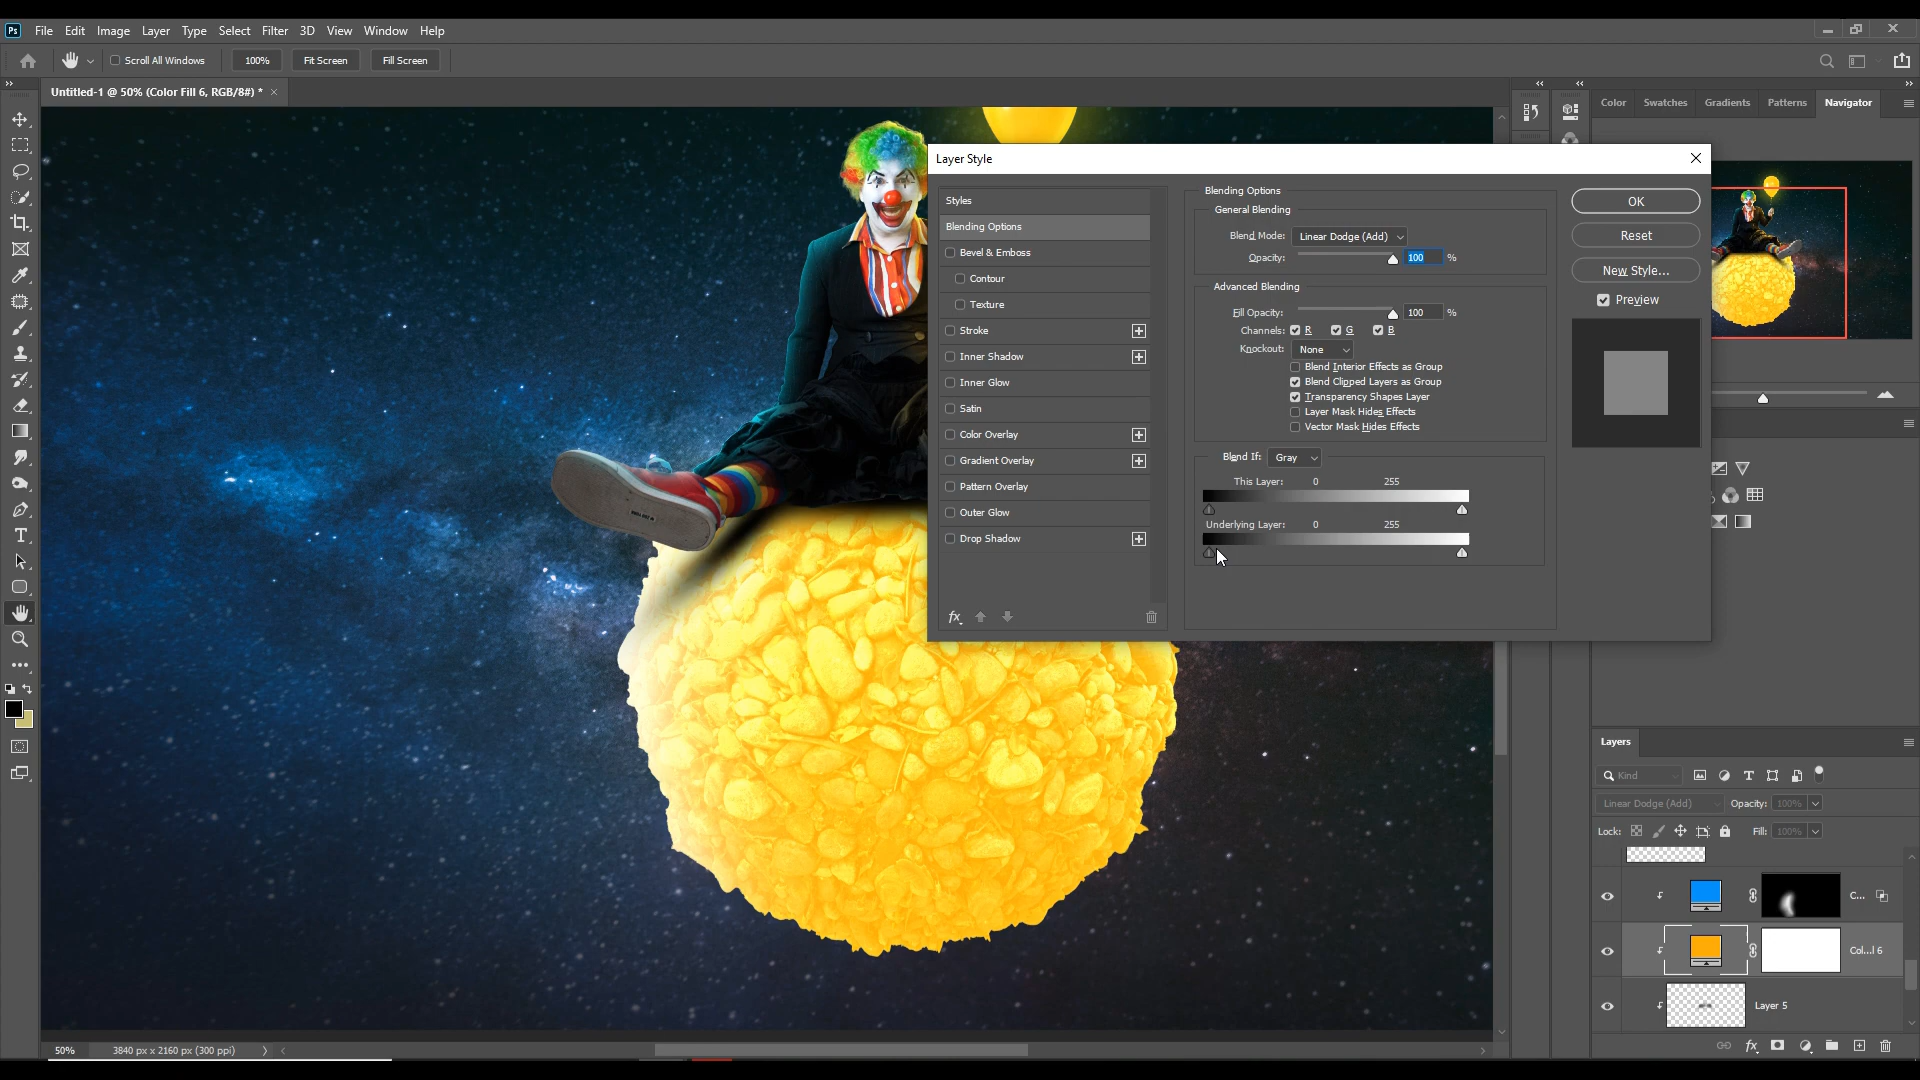 Ps File Edit Image Layer Type Select Filter 3D View Window Help
Scroll All Windows 100% Fit Screen Fill Screen
Untitled-1 @ 50% (Color Fill 6, RGB/8#) * ×
Color Swatches Gradients Patterns Navigator
Layer Style
Styles
Blending Options
Bevel & Emboss
Contour
Texture
Stroke
Inner Shadow
Inner Glow
Satin
Color Overlay
Gradient Overlay
Pattern Overlay
Outer Glow
Drop Shadow
fx
Blending Options
General Blending
Blend Mode: Linear Dodge (Add)
Opacity: 100 %
Advanced Blending
Fill Opacity: 100 %
Channels: R G B
Knockout: None
Blend Interior Effects as Group
Blend Clipped Layers as Group
Transparency Shapes Layer
Layer Mask Hides Effects
Vector Mask Hides Effects
Blend If: Gray
This Layer: 0 255
Underlying Layer: 0 255
OK
Reset
New Style...
Preview
Layers
Kind
Linear Dodge (Add) Opacity: 100%
Lock: Fill: 100%
C...
Col...l 6
Layer 5
fx
50% 3840 px x 2160 px (300 ppi)